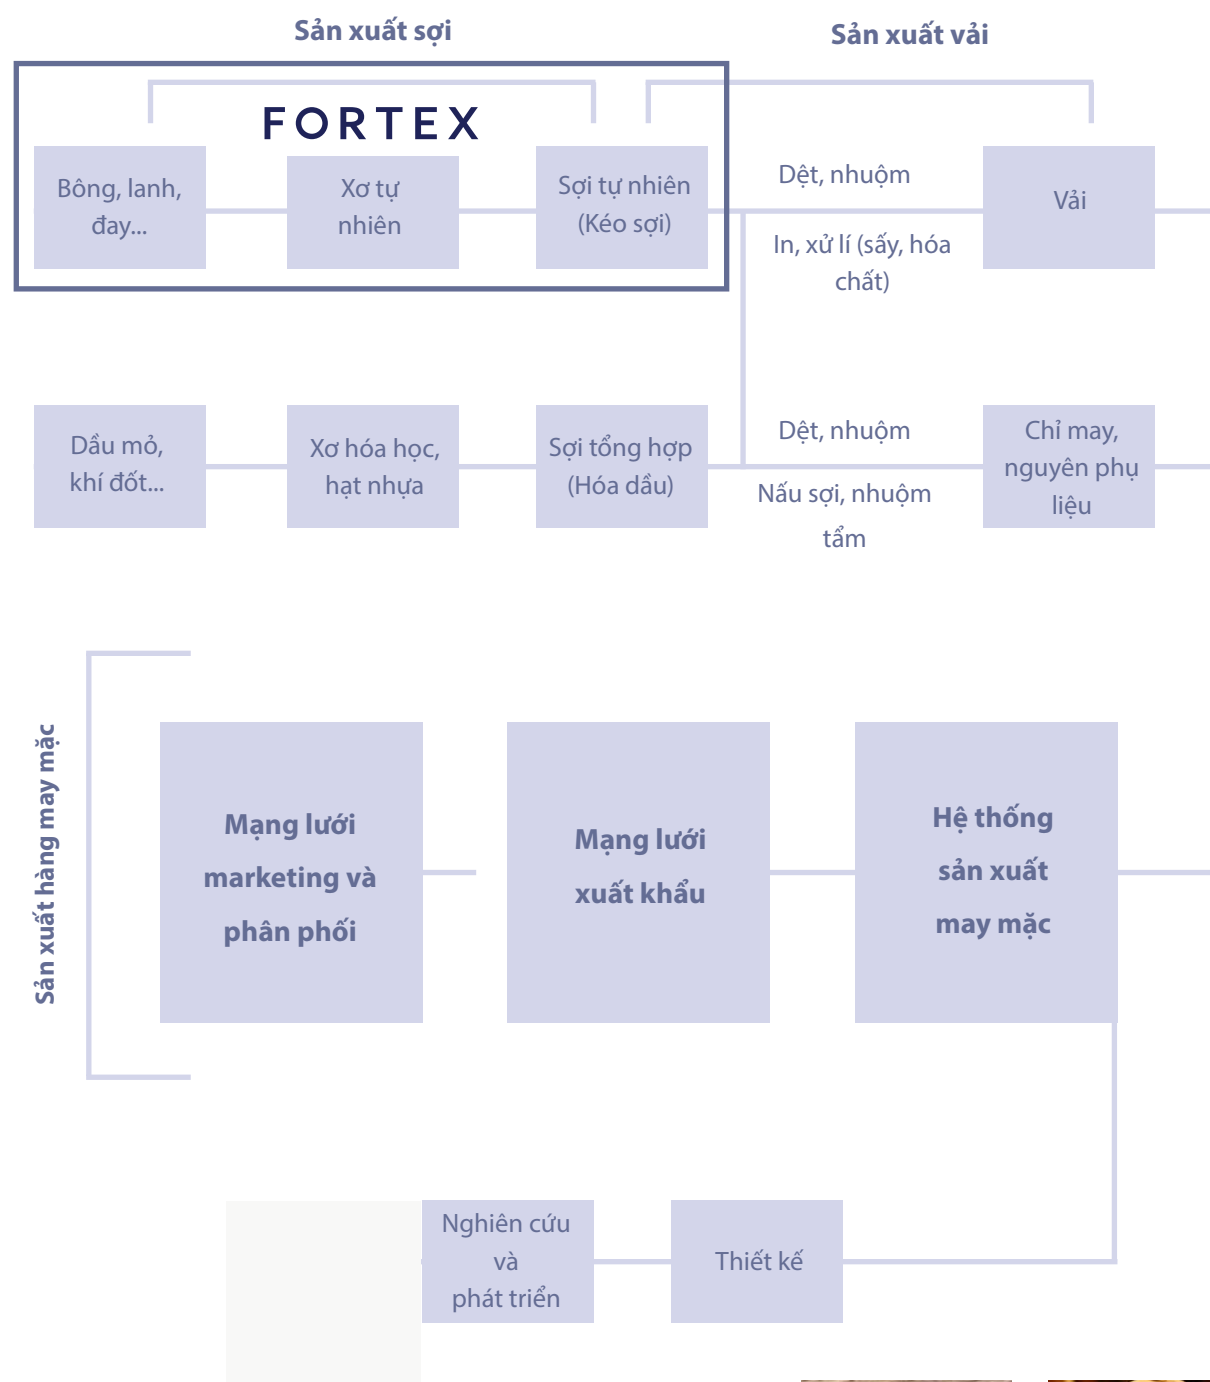 Sản xuất sợi
Sản xuất vải
FORTEX
Bông, lanh,
đay...
Xơ tự
nhiên
Sợi tự nhiên
(Kéo sợi)
Dệt, nhuộm
In, xử lí (sấy, hóa
chất)
Vải
Dầu mỏ,
khí đốt...
Xơ hóa học,
hạt nhựa
Sợi tổng hợp
(Hóa dầu)
Dệt, nhuộm
Nấu sợi, nhuộm
tẩm
Chỉ may,
nguyên phụ
liệu
Sản xuất hàng may mặc
Mạng lưới
marketing và
phân phối
Mạng lưới
xuất khẩu
Hệ thống
sản xuất
may mặc
Nghiên cứu
và
phát triển
Thiết kế